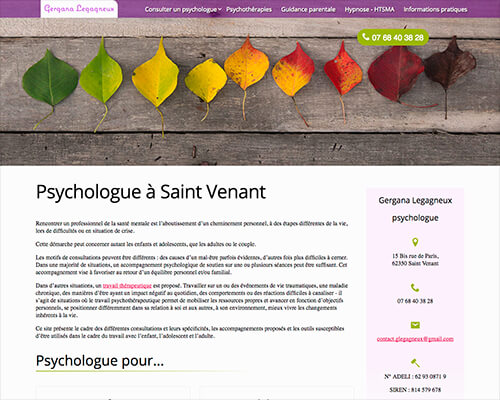 Gergana Legagneux
Consulter un psychologue Psychothérapies Guidance parentale Hypnose - HTSMA Informations pratiques
07 68 40 38 28
Psychologue à Saint Venant
Rencontrer un professionnel de la santé mentale est l'aboutissement d'un cheminement personnel, à des étapes différentes de la vie,
lors de difficultés ou en situation de crise.
Cette démarche peut concerner autant les enfants et adolescents, que les adultes ou le couple.
Les motifs de consultations peuvent être différents : des causes d'un mal-être parfois évidentes, d'autres fois plus difficiles à cerner.
Dans une majorité de situations, un accompagnement psychologique de soutien sur une ou plusieurs séances peut être suffisant. Cet
accompagnement vise à favoriser au retour d'un équilibre personnel et/ou familial.
Dans d'autres situations, un travail thérapeutique est proposé. Travailler sur un ou des événements de vie traumatiques, une maladie
chronique, des manières d'être ayant un impact négatif au quotidien, des comportements ou des réactions difficiles à canaliser - il
s'agit de situations où le travail psychothérapeutique permet de mobiliser les ressources propres et avancer en fonction d'objectifs
personnels, se positionner différemment dans sa relation à soi et aux autres, à son environnement, mieux vivre les changements
inhérents à la vie.
Ce site présente le cadre des différentes consultations et leurs spécificités, les accompagnements proposés et les outils susceptibles
d'être utilisés dans le cadre du travail avec l'enfant, l'adolescent et l'adulte.
Psychologue pour...
Gergana Legagneux
psychologue
15 Bis rue de Paris,
62350 Saint Venant
07 68 40 38 28
contact.glegagneux@gmail.com
N° ADELI : 62 93 0871 9
SIREN : 814 579 678